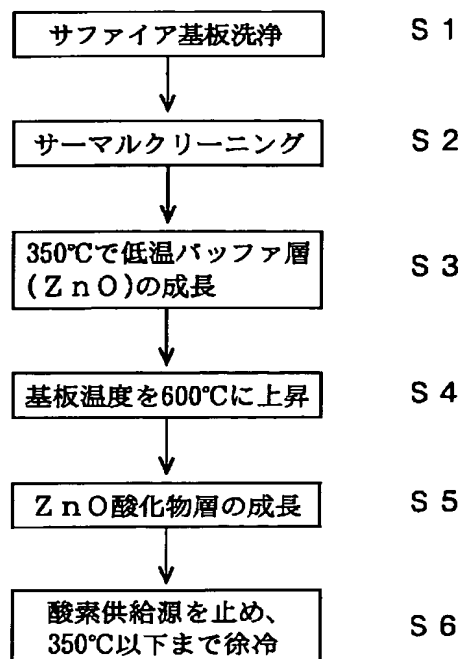 サファイア基板洗浄 S 1
サーマルクリーニング S 2
350℃で低温バッファ層
(ZnO)の成長 S 3
基板温度を600℃に上昇 S 4
ZnO酸化物層の成長 S 5
酸素供給源を止め、
350℃以下まで徐冷 S 6